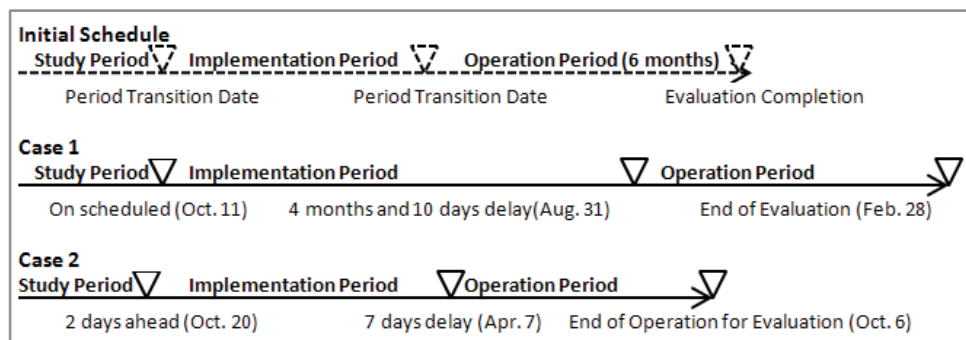 Initial Schedule
Study Period Implementation Period Operation Period (6 months)
Period Transition Date Period Transition Date Evaluation Completion
Case 1
Study Period Implementation Period Operation Period
On scheduled (Oct. 11) 4 months and 10 days delay(Aug. 31) End of Evaluation (Feb. 28)
Case 2
Study Period Implementation Period Operation Period
2 days ahead (Oct. 20) 7 days delay (Apr. 7) End of Operation for Evaluation (Oct. 6)